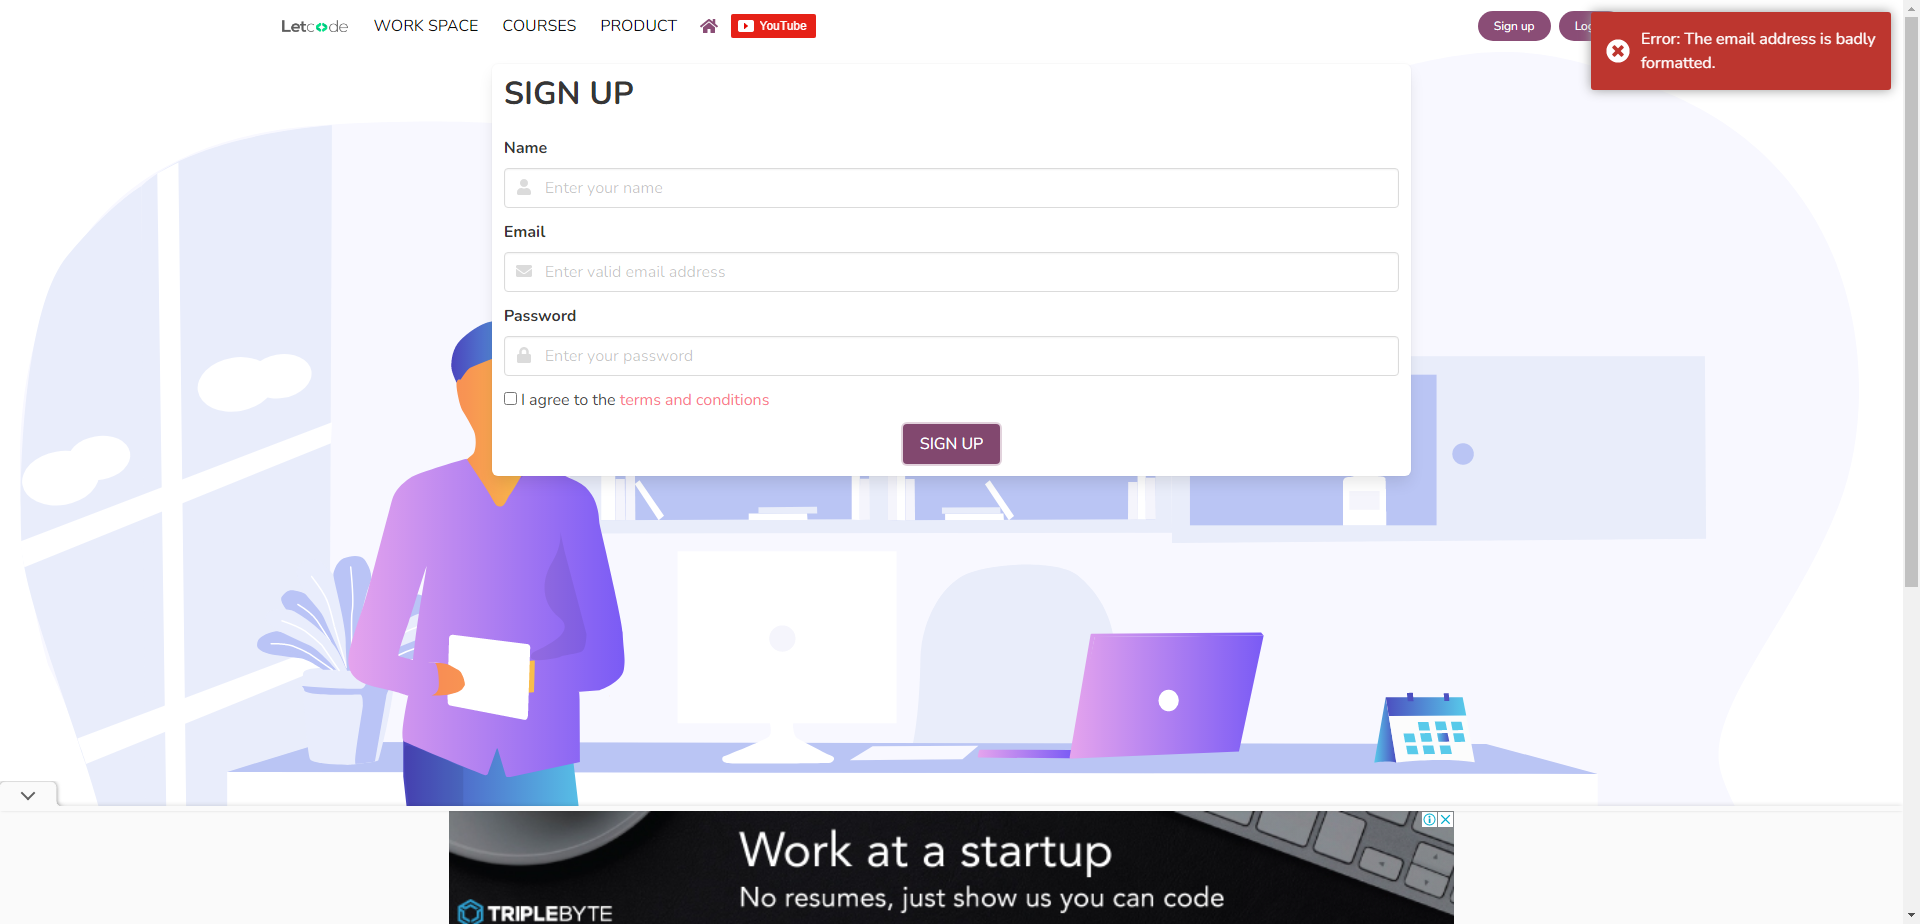 Letcode WORK SPACE COURSES PRODUCT YouTube Sign up Log
Error: The email address is badly
formatted.
SIGN UP
Name
Enter your name
Email
Enter valid email address
Password
Enter your password
I agree to the terms and conditions
SIGN UP
Work at a startup
No resumes, just show us you can code
TRIPLEBYTE